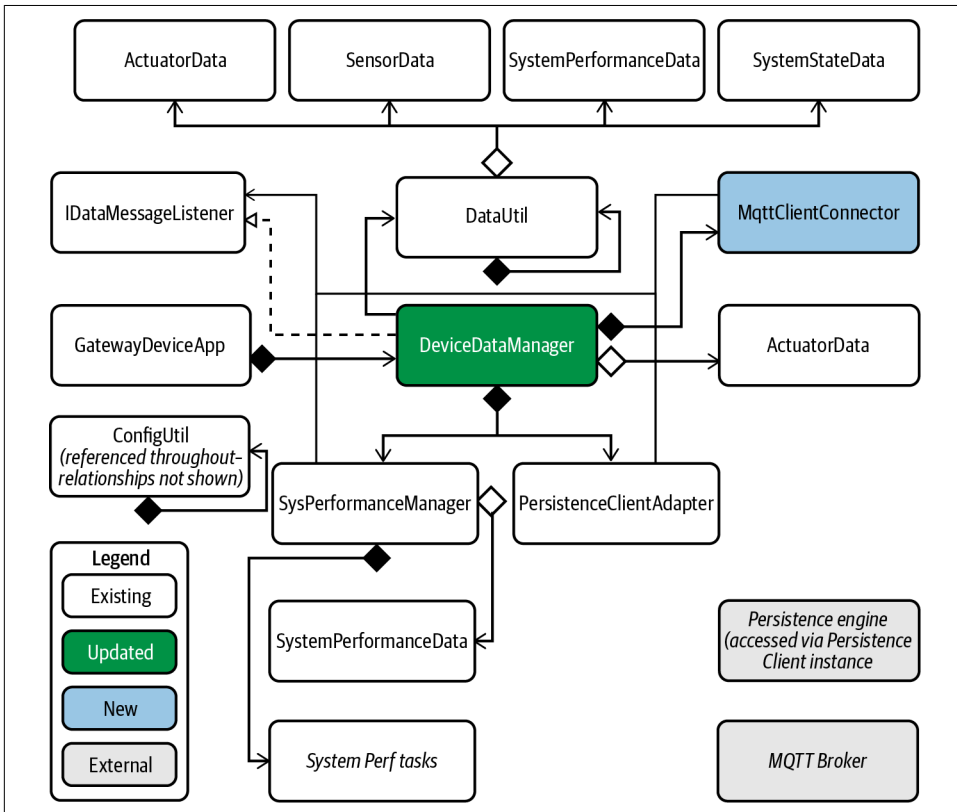 ActuatorData
SensorData
SystemPerformanceData
SystemStateData
IDataMessageListener
DataUtil
MqttClientConnector
GatewayDeviceApp
DeviceDataManager
ActuatorData
ConfigUtil
(referenced throughout–
relationships not shown)
SysPerformanceManager
PersistenceClientAdapter
Legend
Existing
Updated
New
External
SystemPerformanceData
System Perf tasks
Persistence engine
(accessed via Persistence
Client instance
MQTT Broker